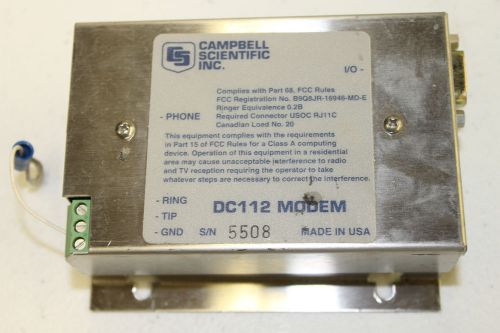 CAMPBELL
SCIENTIFIC
INC.
I/O -
Complies with Part 68, FCC Rules
FCC Registration No. B9Q8JR-16946-MD-E
Ringer Equivalence 0.2B
- PHONE Required Connector USOC RJ11C
Canadian Load No. 20
This equipment complies with the requirements
in Part 15 of FCC Rules for a Class A computing
device. Operation of this equipment in a residential
area may cause unacceptable interference to radio
and TV reception requiring the operator to take
whatever steps are necessary to correct the interference.
- RING
- TIP DC112 MODEM
- GND S/N 5508 MADE IN USA